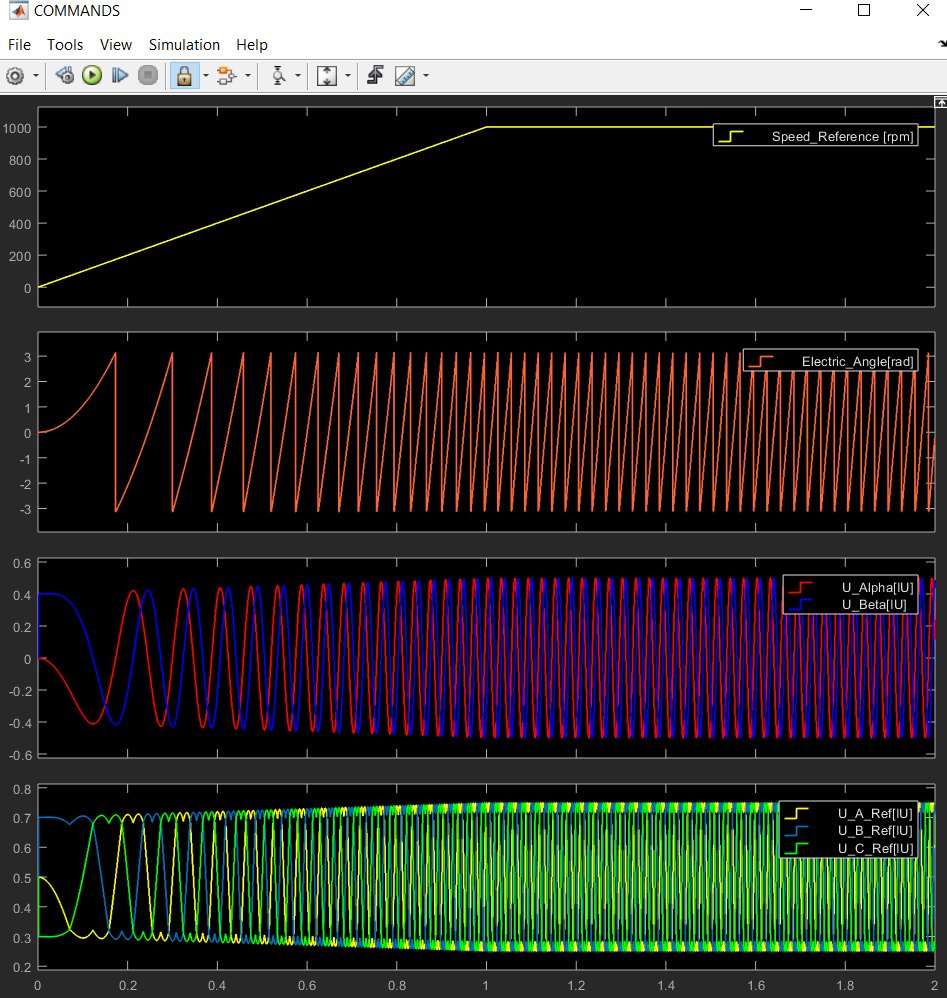 COMMANDS
File Tools View Simulation Help
Speed_Reference [rpm]
1000
800
600
400
200
0
Electric_Angle[rad]
3
2
1
0
-1
-2
-3
U_Alpha[IU]
U_Beta[IU]
0.6
0.4
0.2
0
-0.2
-0.4
-0.6
U_A_Ref[IU]
U_B_Ref[IU]
U_C_Ref[IU]
0.8
0.7
0.6
0.5
0.4
0.3
0.2
0 0.2 0.4 0.6 0.8 1 1.2 1.4 1.6 1.8 2